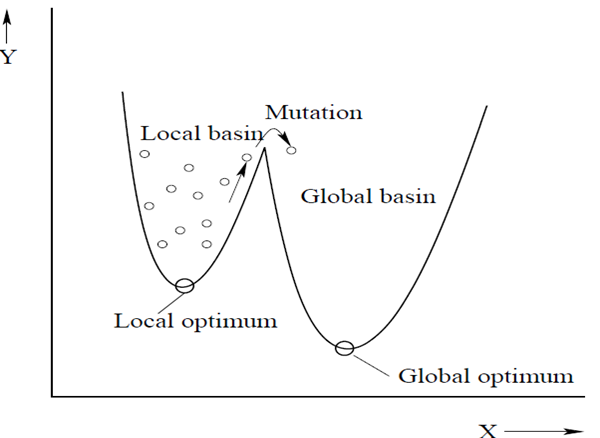 Y
Mutation
Local basin
Global basin
Local optimum
Global optimum
X